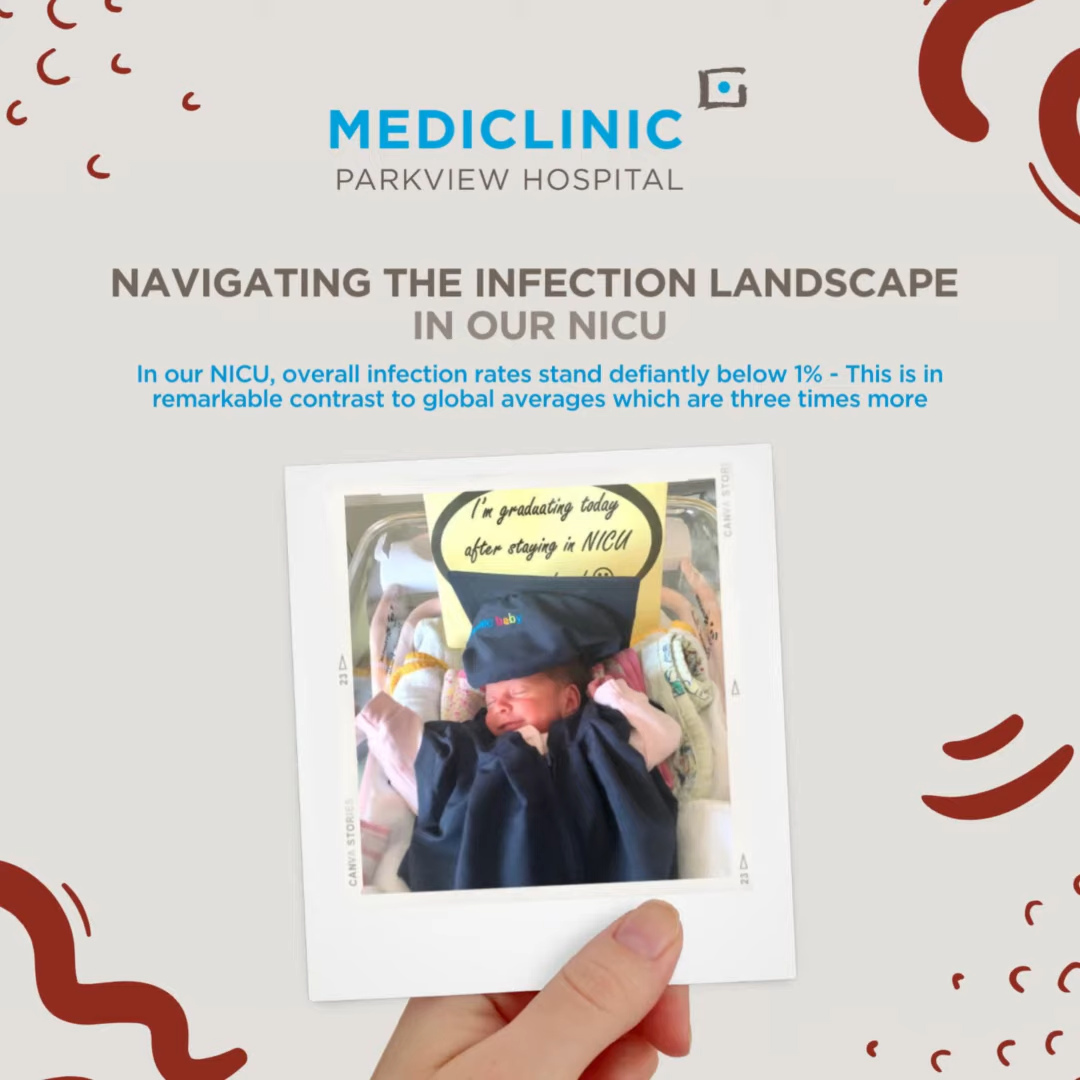 MEDICLINIC
PARKVIEW HOSPITAL
NAVIGATING THE INFECTION LANDSCAPE
IN OUR NICU
In our NICU, overall infection rates stand defiantly below 1% - This is in
remarkable contrast to global averages which are three times more
CANVA STORI
I'm graduating today
after staying in NICU
baby
23
CANVA STORIES
23